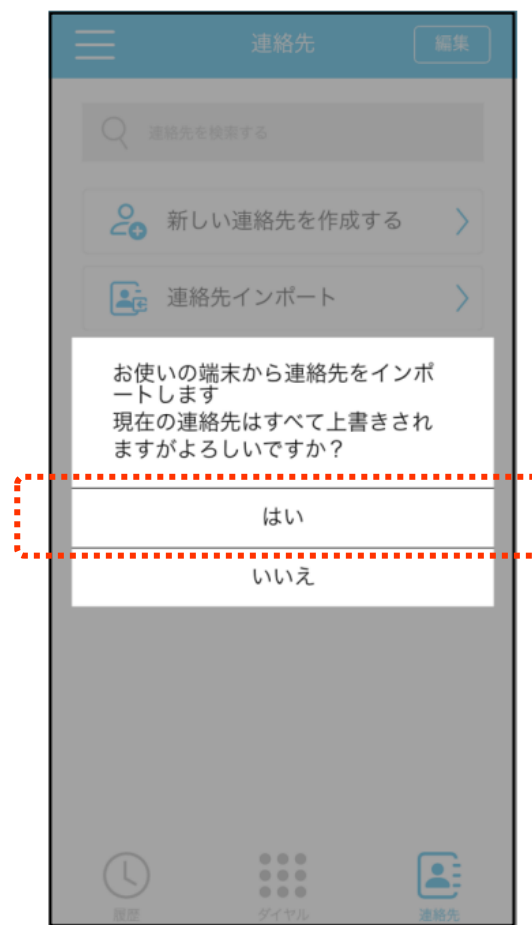 連絡先
編集
連絡先を検索する
新しい連絡先を作成する
連絡先インポート
お使いの端末から連絡先をインポ
ートします
現在の連絡先はすべて上書きされ
ますがよろしいですか？
はい
いいえ
履歴
ダイヤル
連絡先